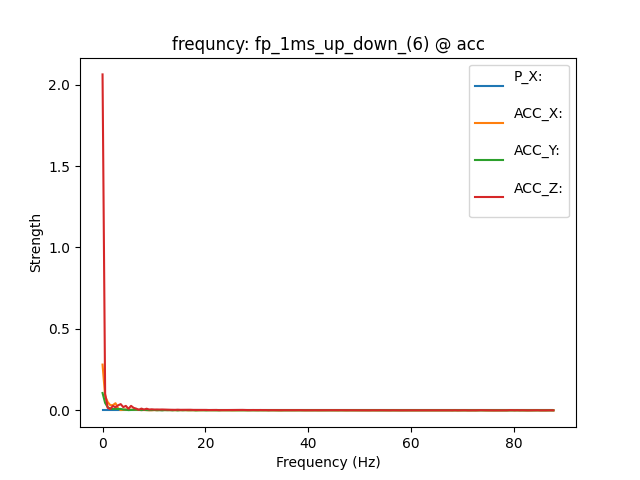 frequncy: fp_1ms_up_down_(6) @ acc
P_X:
ACC_X:
ACC_Y:
ACC_Z:
2.0
1.5
1.0
0.5
0.0
Strength
0 20 40 60 80
Frequency (Hz)